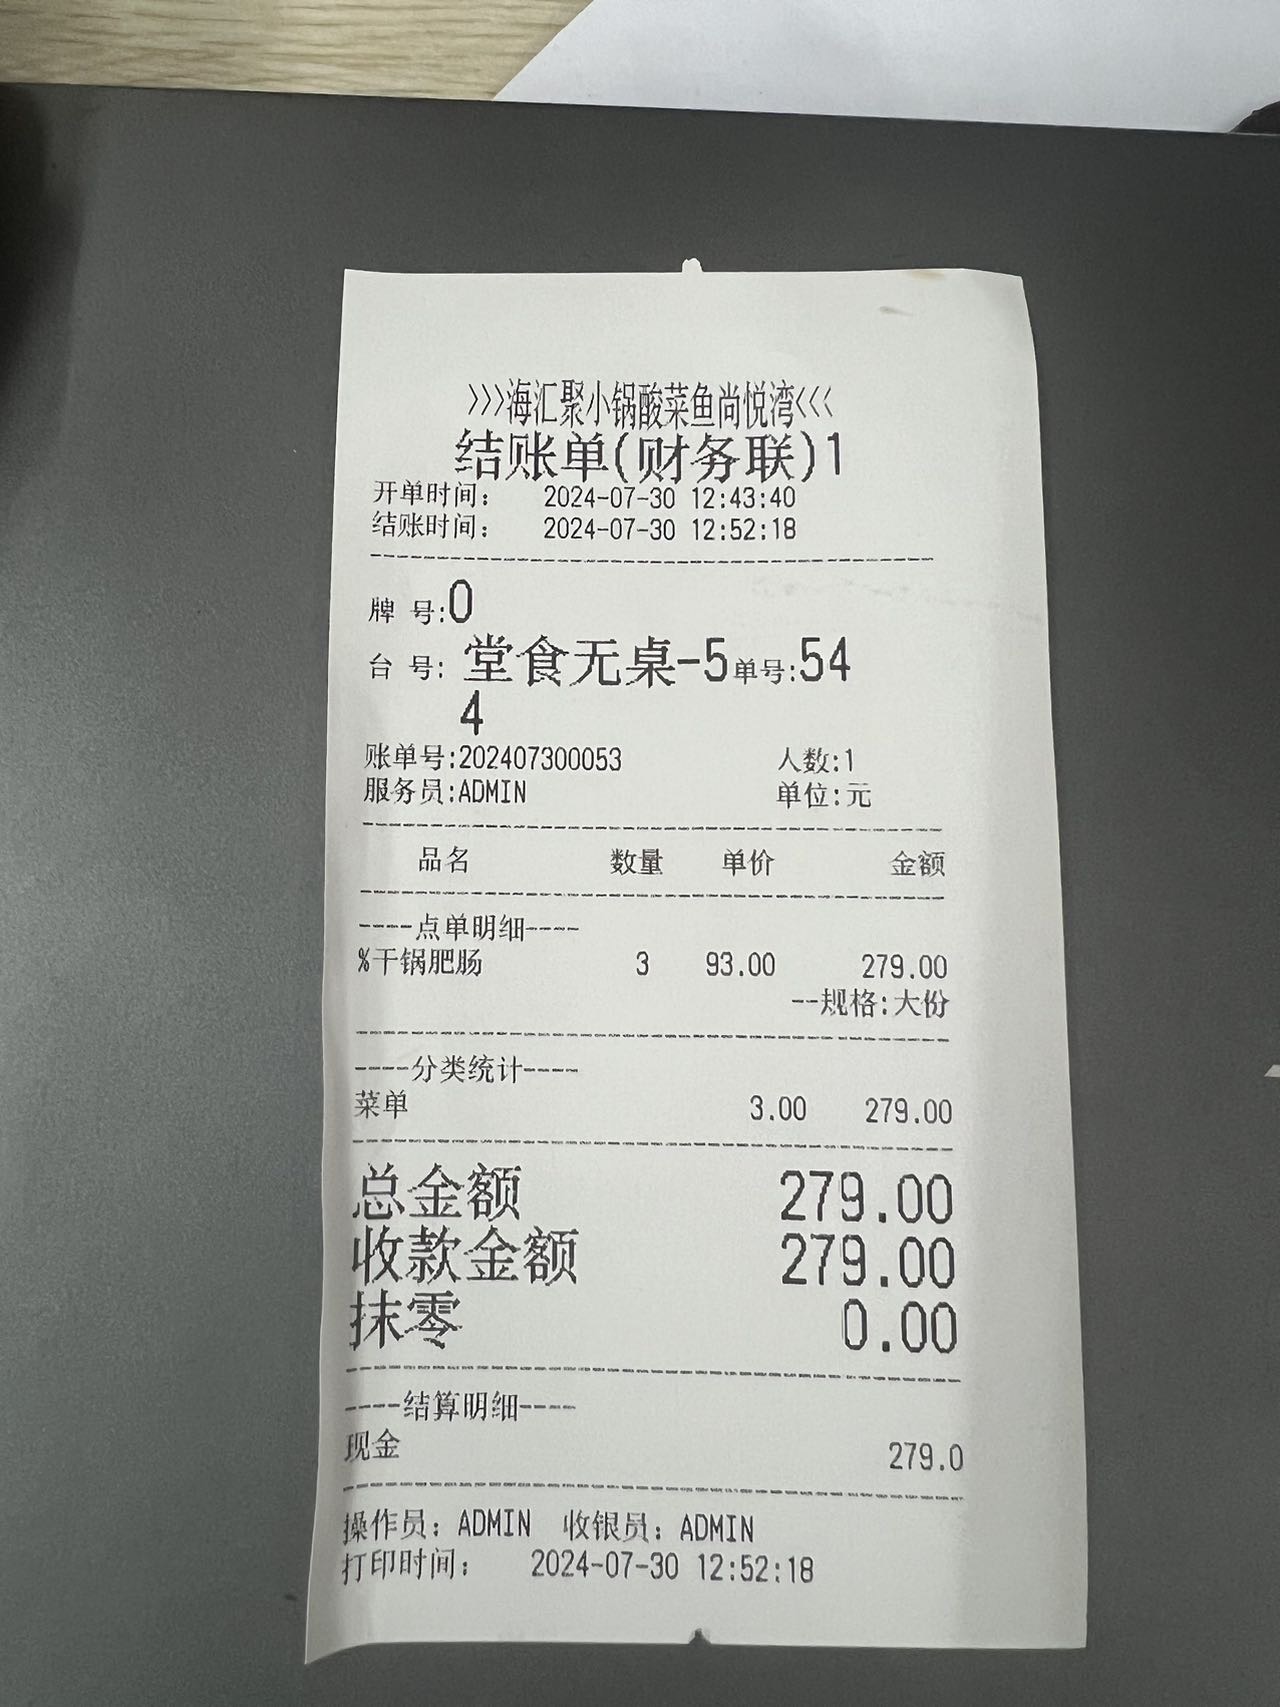 >>>海汇聚小锅酸菜鱼尚悦湾<<<
结账单(财务联)1
开单时间: 2024-07-30 12:43:40
结账时间: 2024-07-30 12:52:18
牌 号:0
台 号: 堂食无桌-5单号:54
4
账单号:202407300053 人数:1
服务员:ADMIN 单位:元
品名 数量 单价 金额
----点单明细----
%干锅肥肠 3 93.00 279.00
--规格:大份
----分类统计----
菜单 3.00 279.00
总金额 279.00
收款金额 279.00
抹零 0.00
----结算明细----
现金 279.0
操作员: ADMIN 收银员: ADMIN
打印时间: 2024-07-30 12:52:18